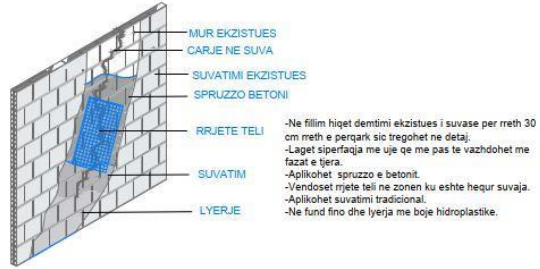 MUR EKZISTUES
CARJE NE SUVA
SUVATIMI EKZISTUES
SPRUZZO BETONI
RRJETE TELI
SUVATIM
LYERJE
-Ne fillim hiqet demtimi ekzistues i suvase per rreth 30
cm rreth e perqark sic tregohet ne detaj.
-Laget siperfaqja me uje qe me pas te vazhdohet me
fazat e tjera.
-Aplikohet spruzzo e betonit.
-Vendoset rrjete teli ne zonen ku eshte hequr suvaja.
-Aplikohet suvatimi tradicional.
-Ne fund fino dhe lyerja me boje hidroplastike.